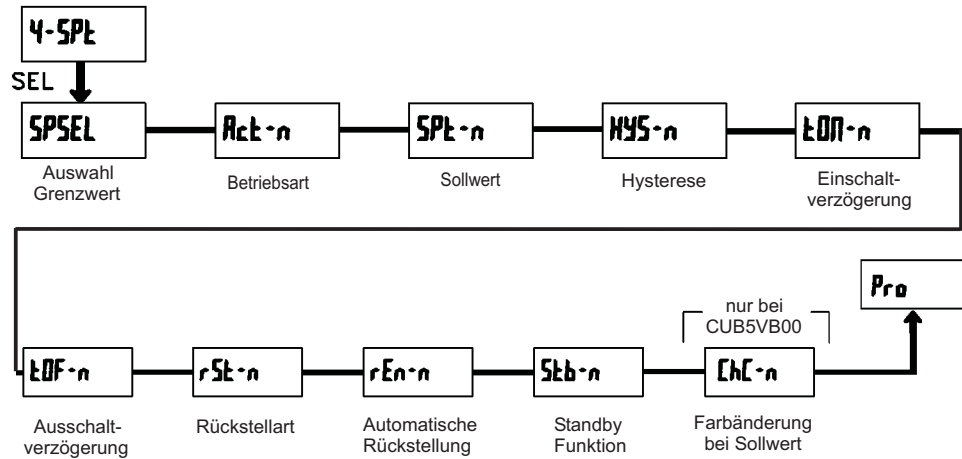 4-SPt
SEL
SPSEL
Act-n
SPt-n
HYS-n
tON-n
Auswahl
Grenzwert
Betriebsart
Sollwert
Hysterese
Einschalt-
verzögerung
Pro
nur bei
CUB5VB00
tOF-n
rSt-n
rEn-n
Stb-n
ChC-n
Ausschalt-
verzögerung
Rückstellart
Automatische
Rückstellung
Standby
Funktion
Farbänderung
bei Sollwert